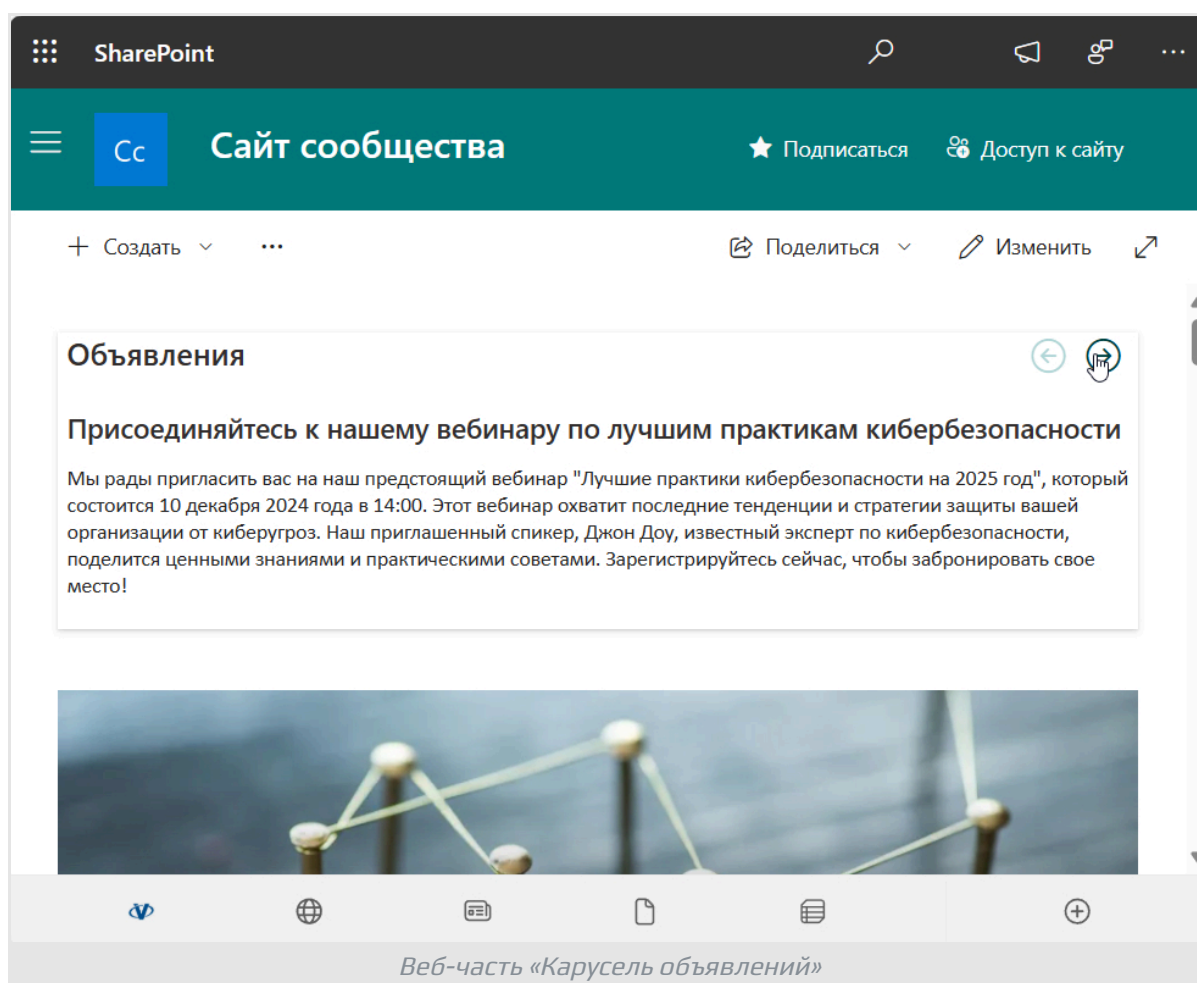 SharePoint
Сс
Сайт сообщества
Подписаться
Доступ к сайту
Создать
Поделиться
Изменить
Объявления
Присоединяйтесь к нашему вебинару по лучшим практикам кибербезопасности
Мы рады пригласить вас на наш предстоящий вебинар "Лучшие практики кибербезопасности на 2025 год", который
состоится 10 декабря 2024 года в 14:00. Этот вебинар охватит последние тенденции и стратегии защиты вашей
организации от киберугроз. Наш приглашенный спикер, Джон Доу, известный эксперт по кибербезопасности,
поделится ценными знаниями и практическими советами. Зарегистрируйтесь сейчас, чтобы забронировать свое
место!
Веб-часть «Карусель объявлений»